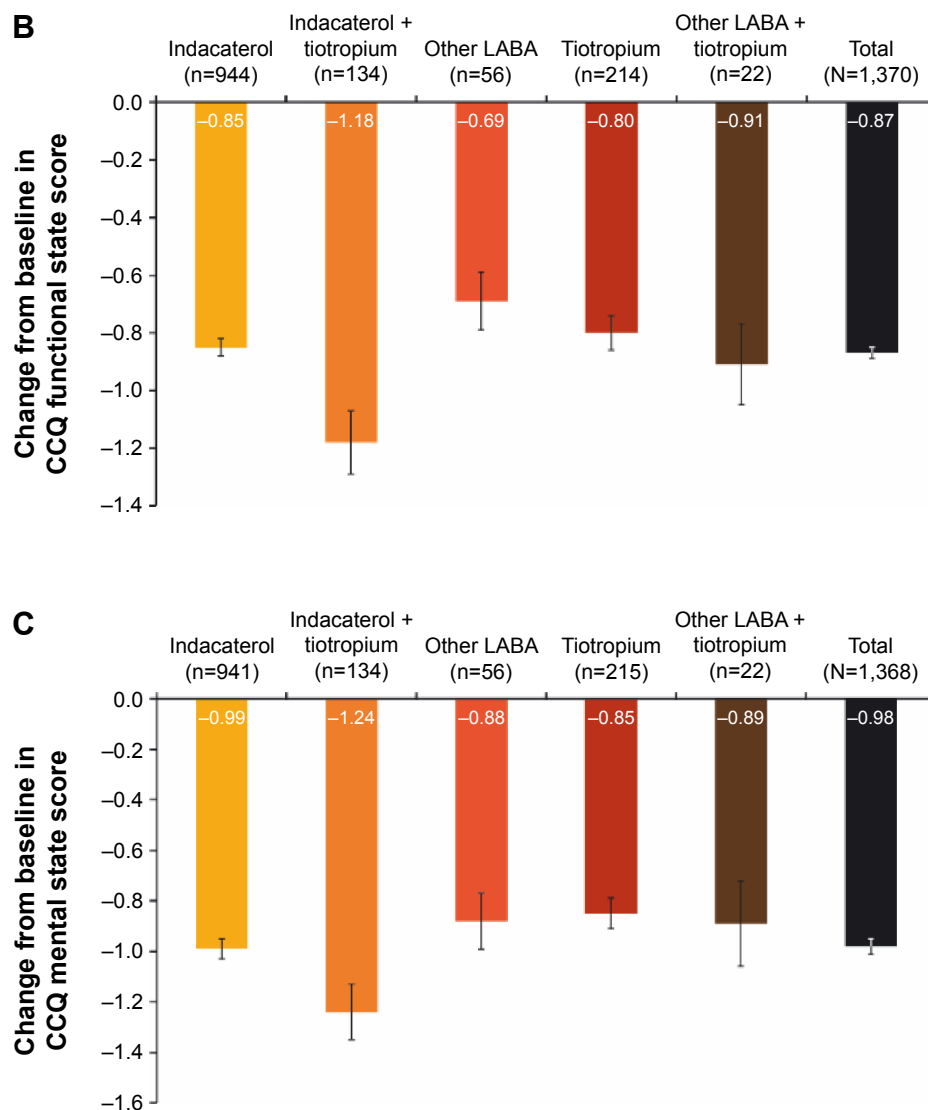 B
Indacaterol
(n=944)
Indacaterol +
tiotropium
(n=134)
Other LABA
(n=56)
Tiotropium
(n=214)
Other LABA +
tiotropium
(n=22)
Total
(N=1,370)
Change from baseline in
CCQ functional state score
0.0
–0.2
–0.4
–0.6
–0.8
–1.0
–1.2
–1.4
–0.85
–1.18
–0.69
–0.80
–0.91
–0.87
C
Indacaterol
(n=941)
Indacaterol +
tiotropium
(n=134)
Other LABA
(n=56)
Tiotropium
(n=215)
Other LABA +
tiotropium
(n=22)
Total
(N=1,368)
Change from baseline in
CCQ mental state score
0.0
–0.2
–0.4
–0.6
–0.8
–1.0
–1.2
–1.4
–1.6
–0.99
–1.24
–0.88
–0.85
–0.89
–0.98